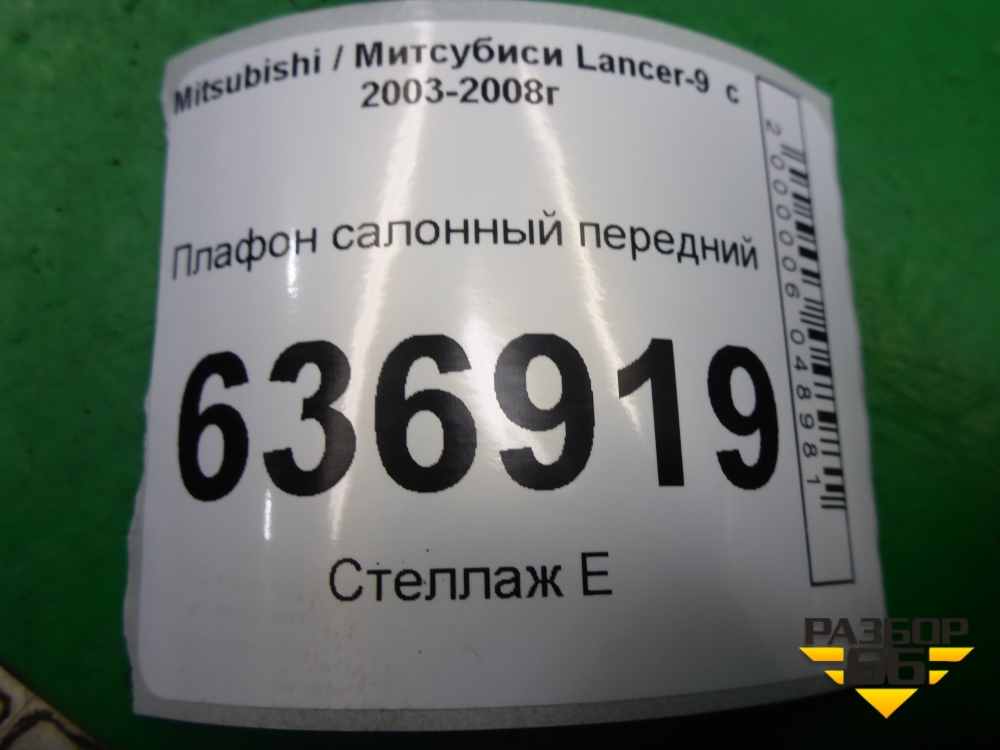 Mitsubishi / Митсубиси Lancer-9 с
2003-2008г
Плафон салонный передний
636919
Стеллаж Е
2000006048981
РАЗБОР
66